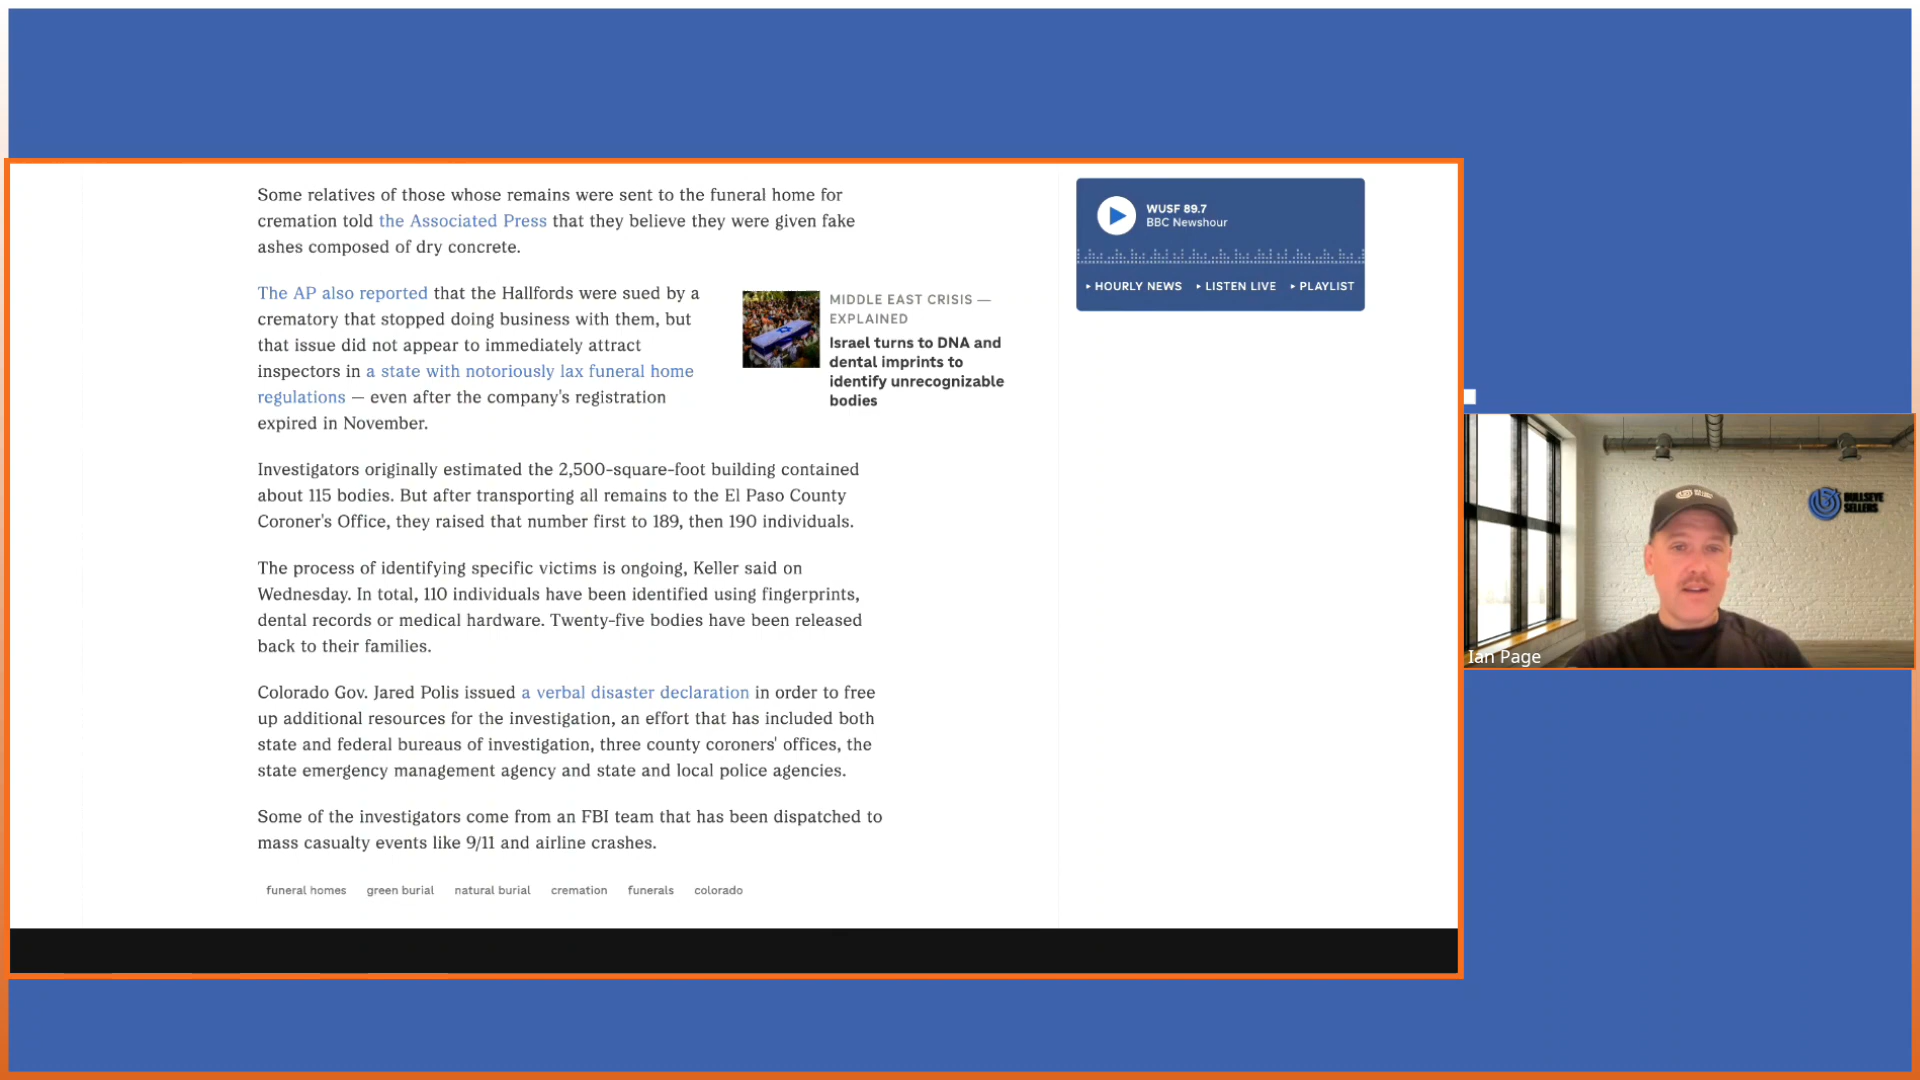 Some relatives of those whose remains were sent to the funeral home for
cremation told the Associated Press that they believe they were given fake
ashes composed of dry concrete.
The AP also reported that the Hallfords were sued by a
crematory that stopped doing business with them, but
that issue did not appear to immediately attract
inspectors in a state with notoriously lax funeral home
regulations — even after the company's registration
expired in November.
MIDDLE EAST CRISIS —
EXPLAINED
Israel turns to DNA and
dental imprints to
identify unrecognizable
bodies
Investigators originally estimated the 2,500-square-foot building contained
about 115 bodies. But after transporting all remains to the El Paso County
Coroner's Office, they raised that number first to 189, then 190 individuals.
The process of identifying specific victims is ongoing, Keller said on
Wednesday. In total, 110 individuals have been identified using fingerprints,
dental records or medical hardware. Twenty-five bodies have been released
back to their families.
Colorado Gov. Jared Polis issued a verbal disaster declaration in order to free
up additional resources for the investigation, an effort that has included both
state and federal bureaus of investigation, three county coroners' offices, the
state emergency management agency and state and local police agencies.
Some of the investigators come from an FBI team that has been dispatched to
mass casualty events like 9/11 and airline crashes.
funeral homes green burial natural burial cremation funerals colorado
WUSF 89.7
BBC Newshour
HOURLY NEWS LISTEN LIVE PLAYLIST
BULLSEYE
SELLERS
Ian Page